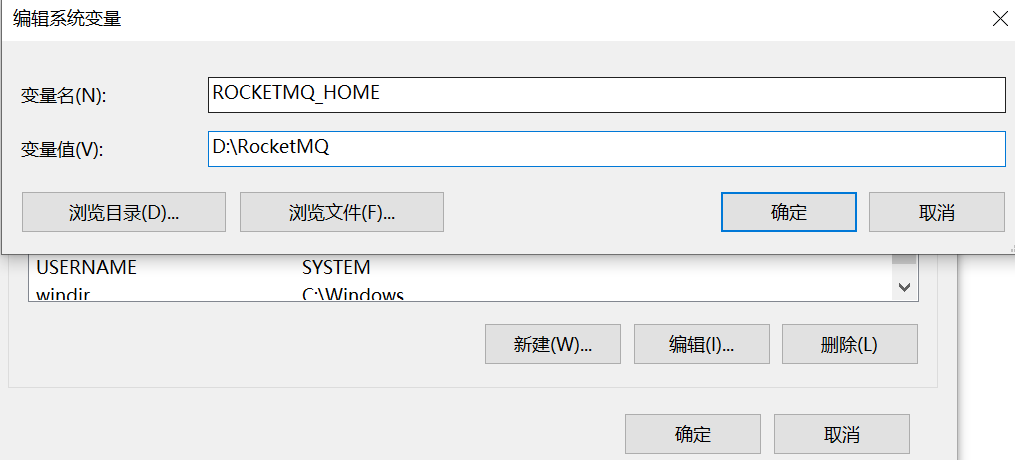 编辑系统变量
变量名(N):
ROCKETMQ_HOME
变量值(V):
D:\RocketMQ
浏览目录(D)...
浏览文件(F)...
确定
取消
USERNAME
SYSTEM
windir
C:\Windows
新建(W)...
编辑(I)...
删除(L)
确定
取消